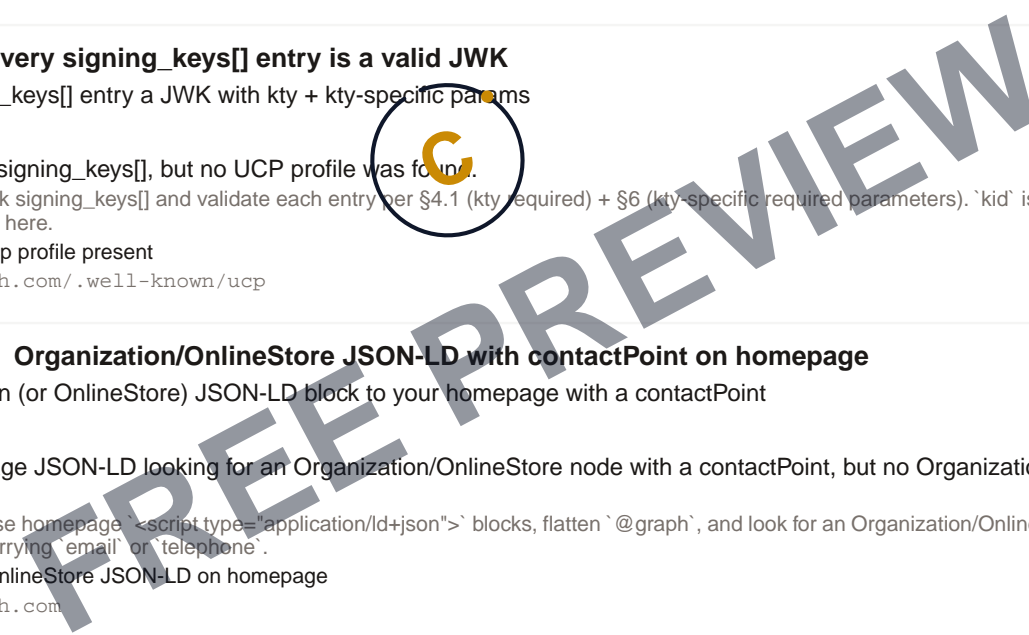 very signing_keys[] entry is a valid JWK
_keys[] entry a JWK with kty + kty-specific params
signing_keys[], but no UCP profile was found.
k signing_keys[] and validate each entry per §4.1 (kty required) + §6 (kty-specific required parameters). `kid` is
here.
p profile present
h.com/.well-known/ucp
C
Organization/OnlineStore JSON-LD with contactPoint on homepage
n (or OnlineStore) JSON-LD block to your homepage with a contactPoint
ge JSON-LD looking for an Organization/OnlineStore node with a contactPoint, but no Organizatio
se homepage `<script type="application/ld+json">` blocks, flatten `@graph`, and look for an Organization/Onlin
rrying `email` or `telephone`.
nlineStore JSON-LD on homepage
h.com
FREE PREVIEW